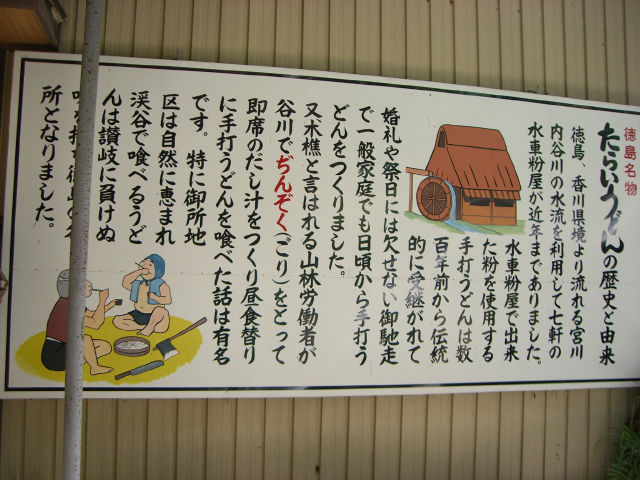 徳島名物
たらいうどんの歴史と由来
徳島、香川県境より流れる宮川
内谷川の水流を利用して七軒の
水車粉屋が近年までありました。
水車粉屋で出来
た粉を使用する
手打うどんは数
百年前から伝統
的に受継がれて
婚礼や祭日には欠せない御馳走
で一般家庭でも日頃から手打う
どんをつくりました。
又木樵と言はれる山林労働者が
谷川でぢんぞく(ごり)をとって
即席のだし汁をつくり昼食替り
に手打うどんを喰べた話は有名
です。特に御所地
区は自然に恵まれ
渓谷で喰べるうど
んは讃岐に負けぬ
所となりました。